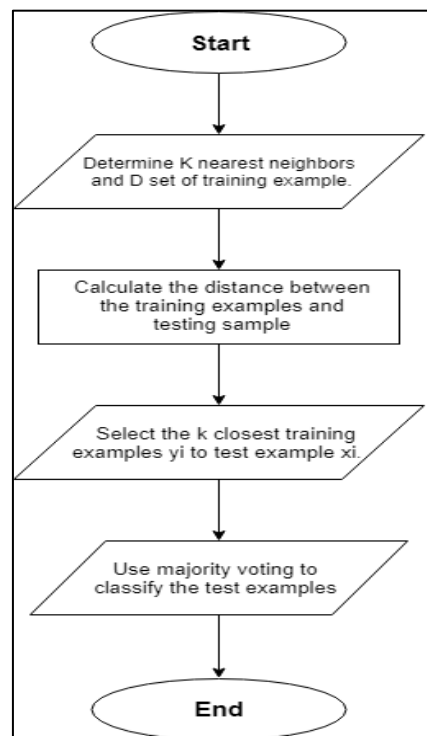 Start
Determine K nearest neighbors
and D set of training example.
Calculate the distance between
the training examples and
testing sample
Select the k closest training
examples yi to test example xi.
Use majority voting to
classify the test examples
End